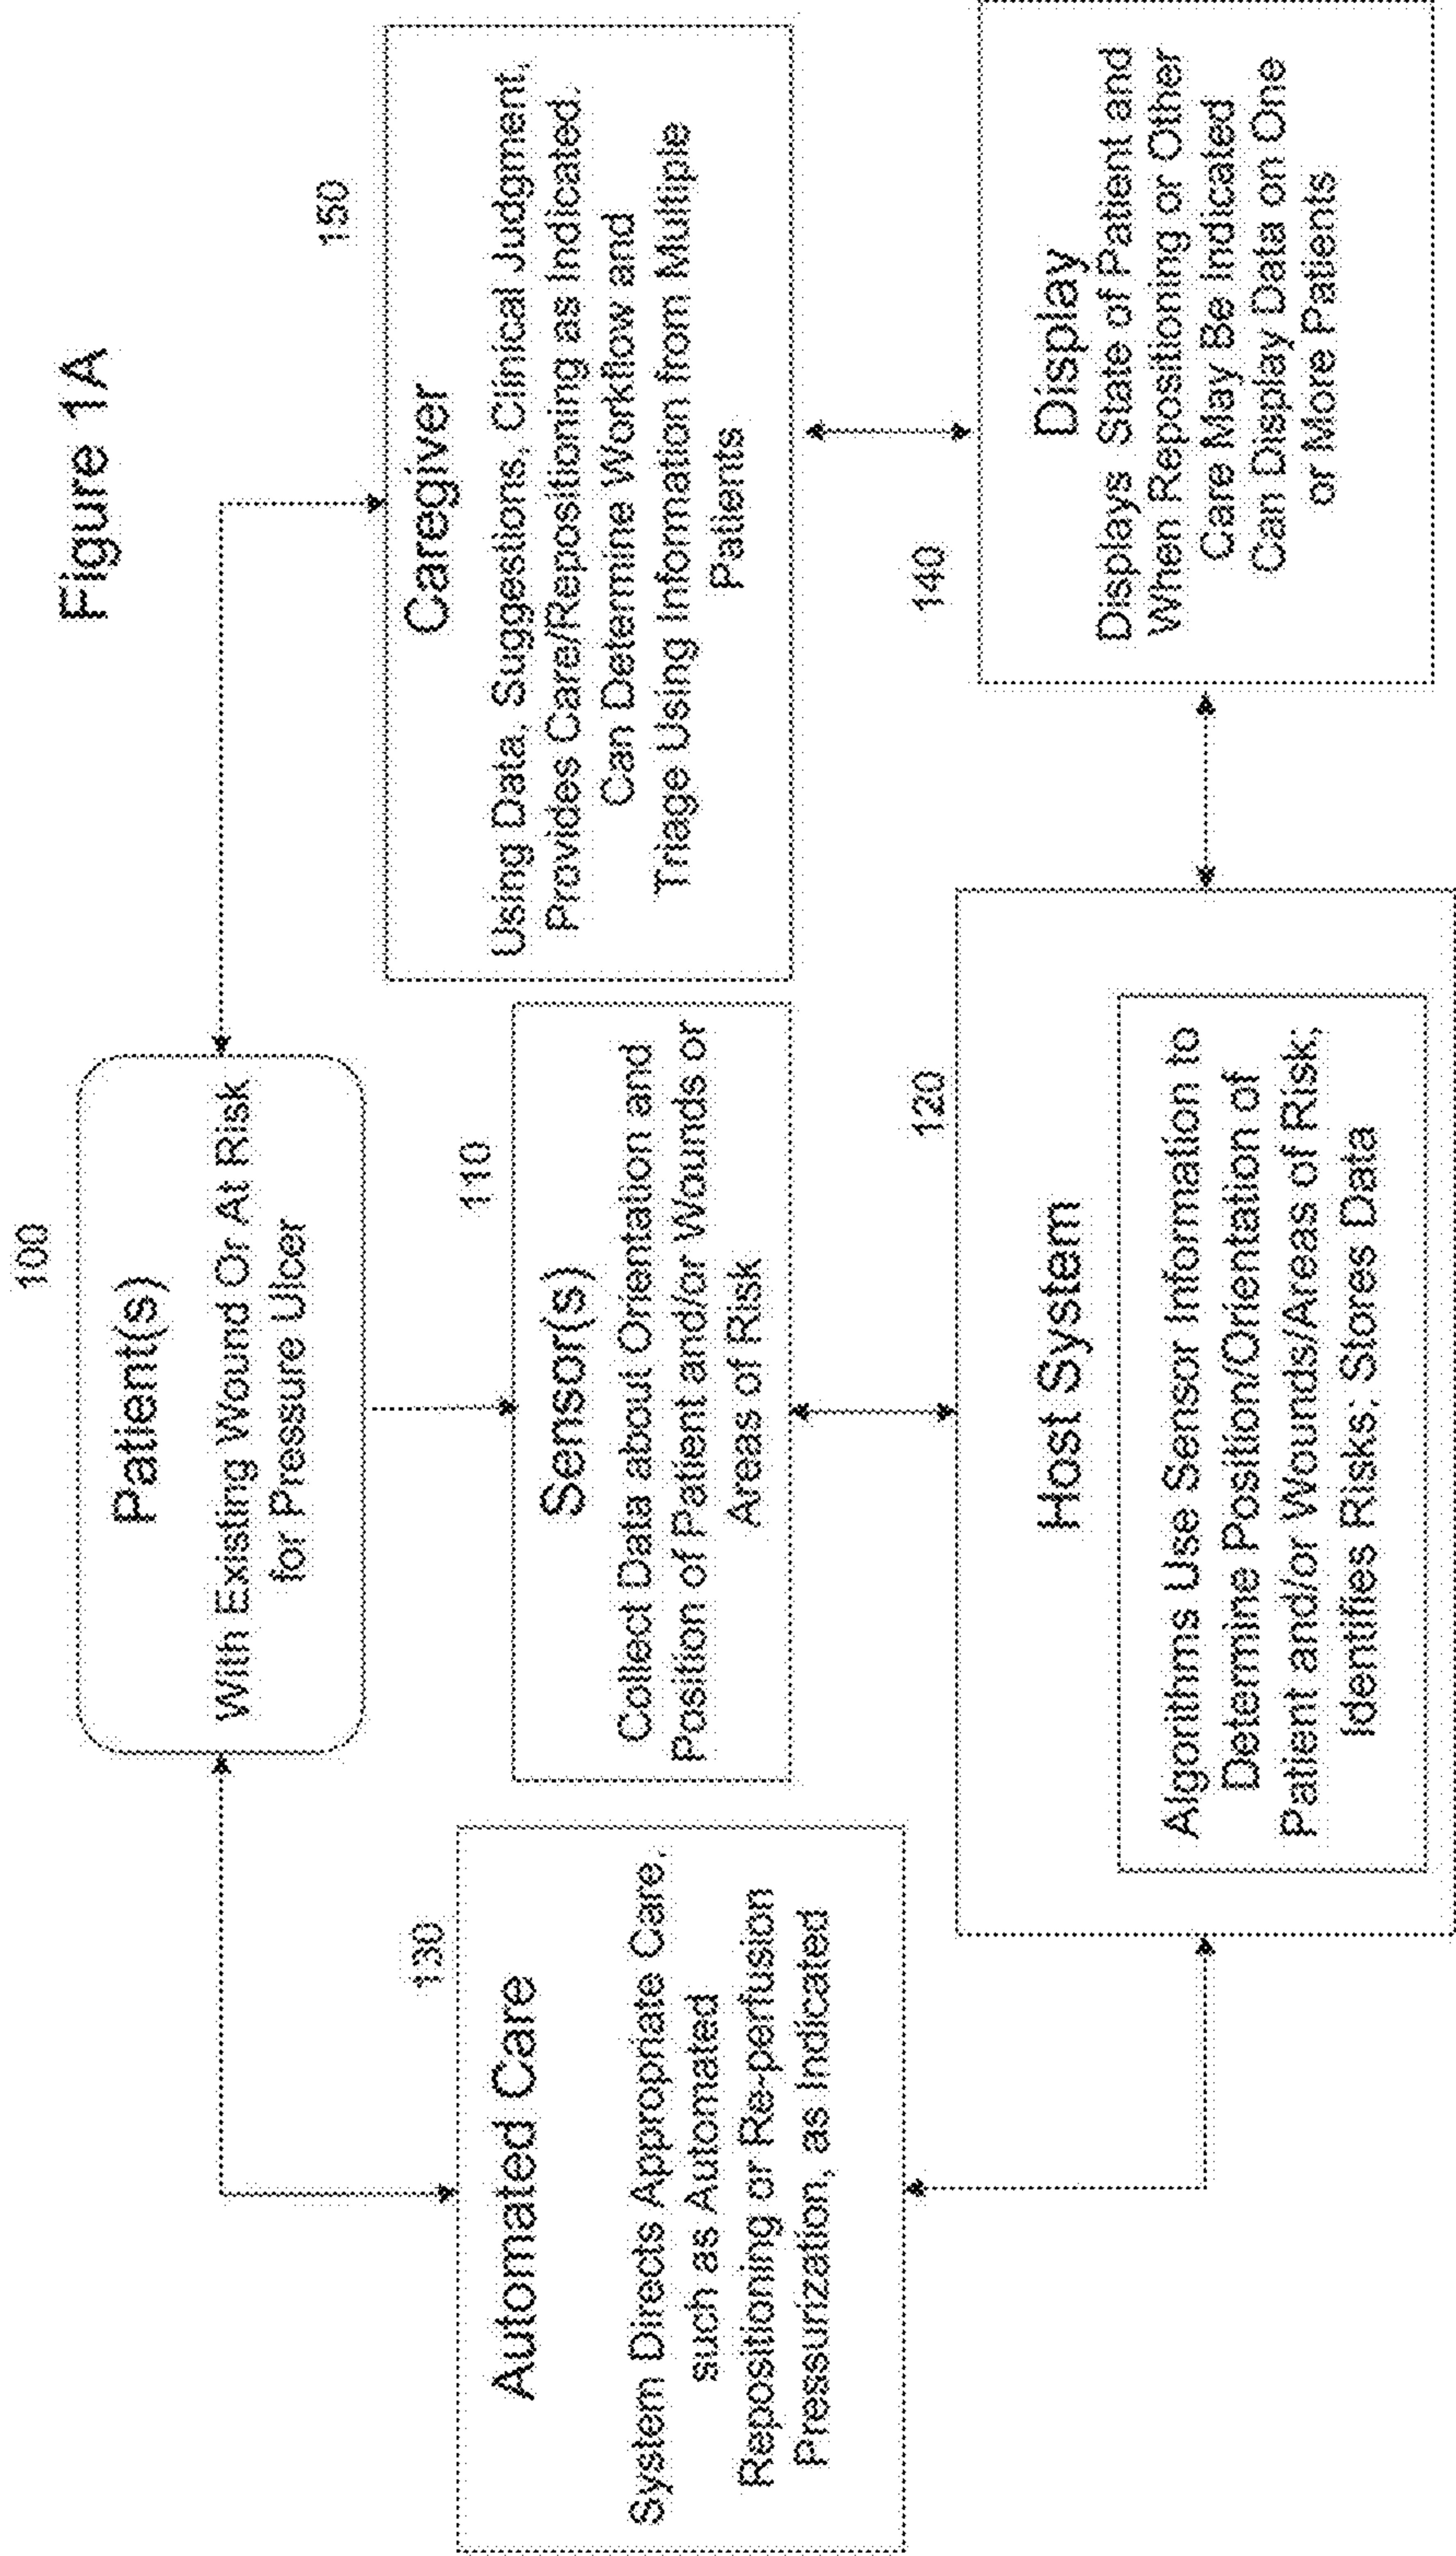 Figure 1A
100
Patient(s)
With Existing Wound Or At Risk
for Pressure Ulcer
130
Automated Care
System Directs Appropriate Care,
such as Automated
Repositioning or Re-perfusion
Pressurization, as Indicated
110
Sensor(s)
Collect Data about Orientation and
Position of Patient and/or Wounds or
Areas of Risk
150
Caregiver
Using Data, Suggestions, Clinical Judgment,
Provides Care/Repositioning as Indicated.
Can Determine Workflow and
Triage Using Information from Multiple
Patients
120
Host System
Algorithms Use Sensor Information to
Determine Position/Orientation of
Patient and/or Wounds/Areas of Risk;
Identifies Risks; Stores Data
140
Display
Displays State of Patient and
When Repositioning or Other
Care May Be Indicated
Can Display Data on One
or More Patients